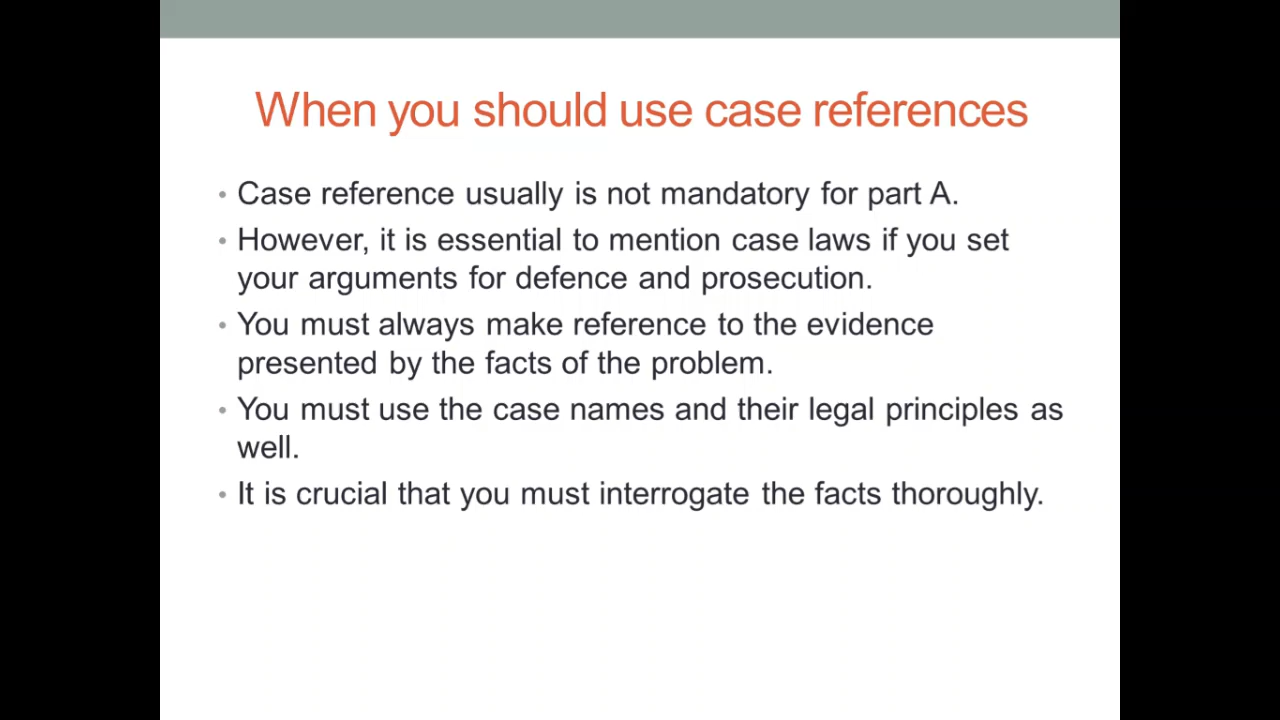 When you should use case references
• Case reference usually is not mandatory for part A.
• However, it is essential to mention case laws if you set
your arguments for defence and prosecution.
• You must always make reference to the evidence
presented by the facts of the problem.
• You must use the case names and their legal principles as
well.
• It is crucial that you must interrogate the facts thoroughly.